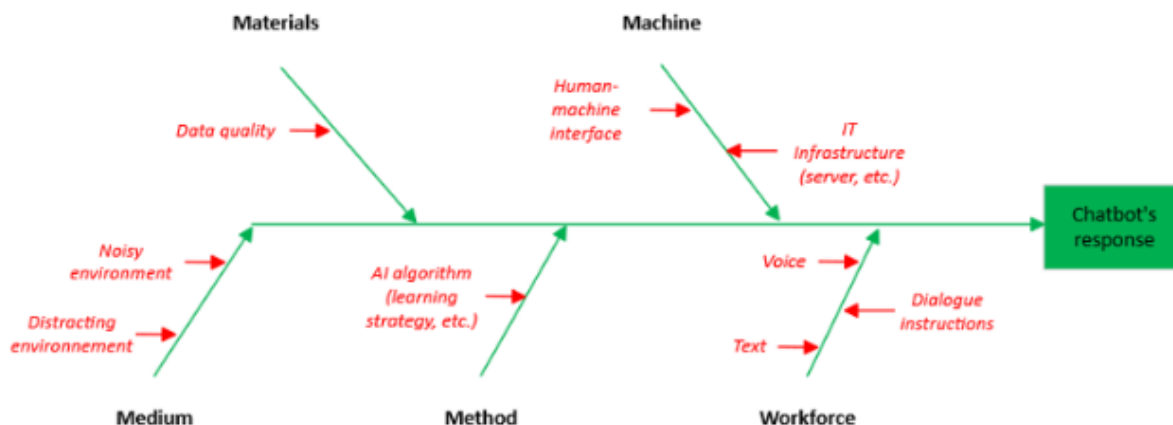 Materials
Machine
Data quality
Human-
machine
interface
IT
Infrastructure
(server, etc.)
Chatbot's
response
Noisy
environment
Distracting
environnement
AI algorithm
(learning
strategy, etc.)
Voice
Dialogue
instructions
Text
Medium
Method
Workforce